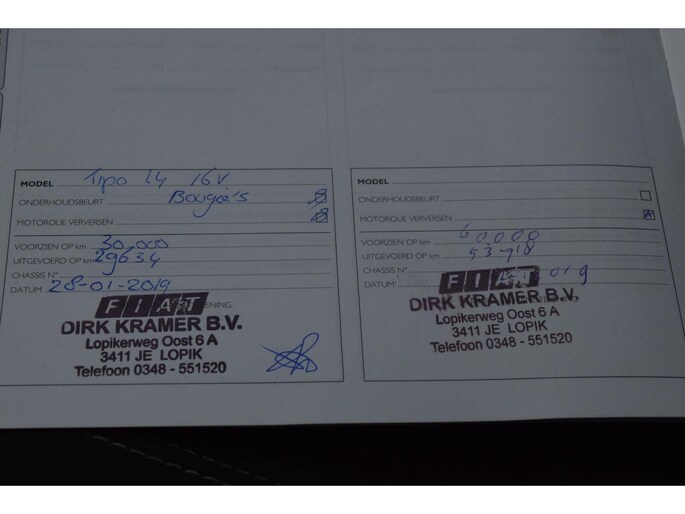 MODEL Tipo 1.4 16V
ONDERHOUDSBEURT Bougie's
MOTOROLIE VERVERSEN
VOORZIEN OP km 30.000
UITGEVOERD OP km 29634
CHASSIS N°
DATUM 28-01-2019
FIAT
DIRK KRAMER B.V.
Lopikerweg Oost 6 A
3411 JE LOPIK
Telefoon 0348 - 551520
MODEL
ONDERHOUDSBEURT
MOTOROLIE VERVERSEN
VOORZIEN OP km 60000
UITGEVOERD OP km 53918
CHASSIS N°
DATUM
FIAT
DIRK KRAMER B.V.
Lopikerweg Oost 6 A
3411 JE LOPIK
Telefoon 0348 - 551520